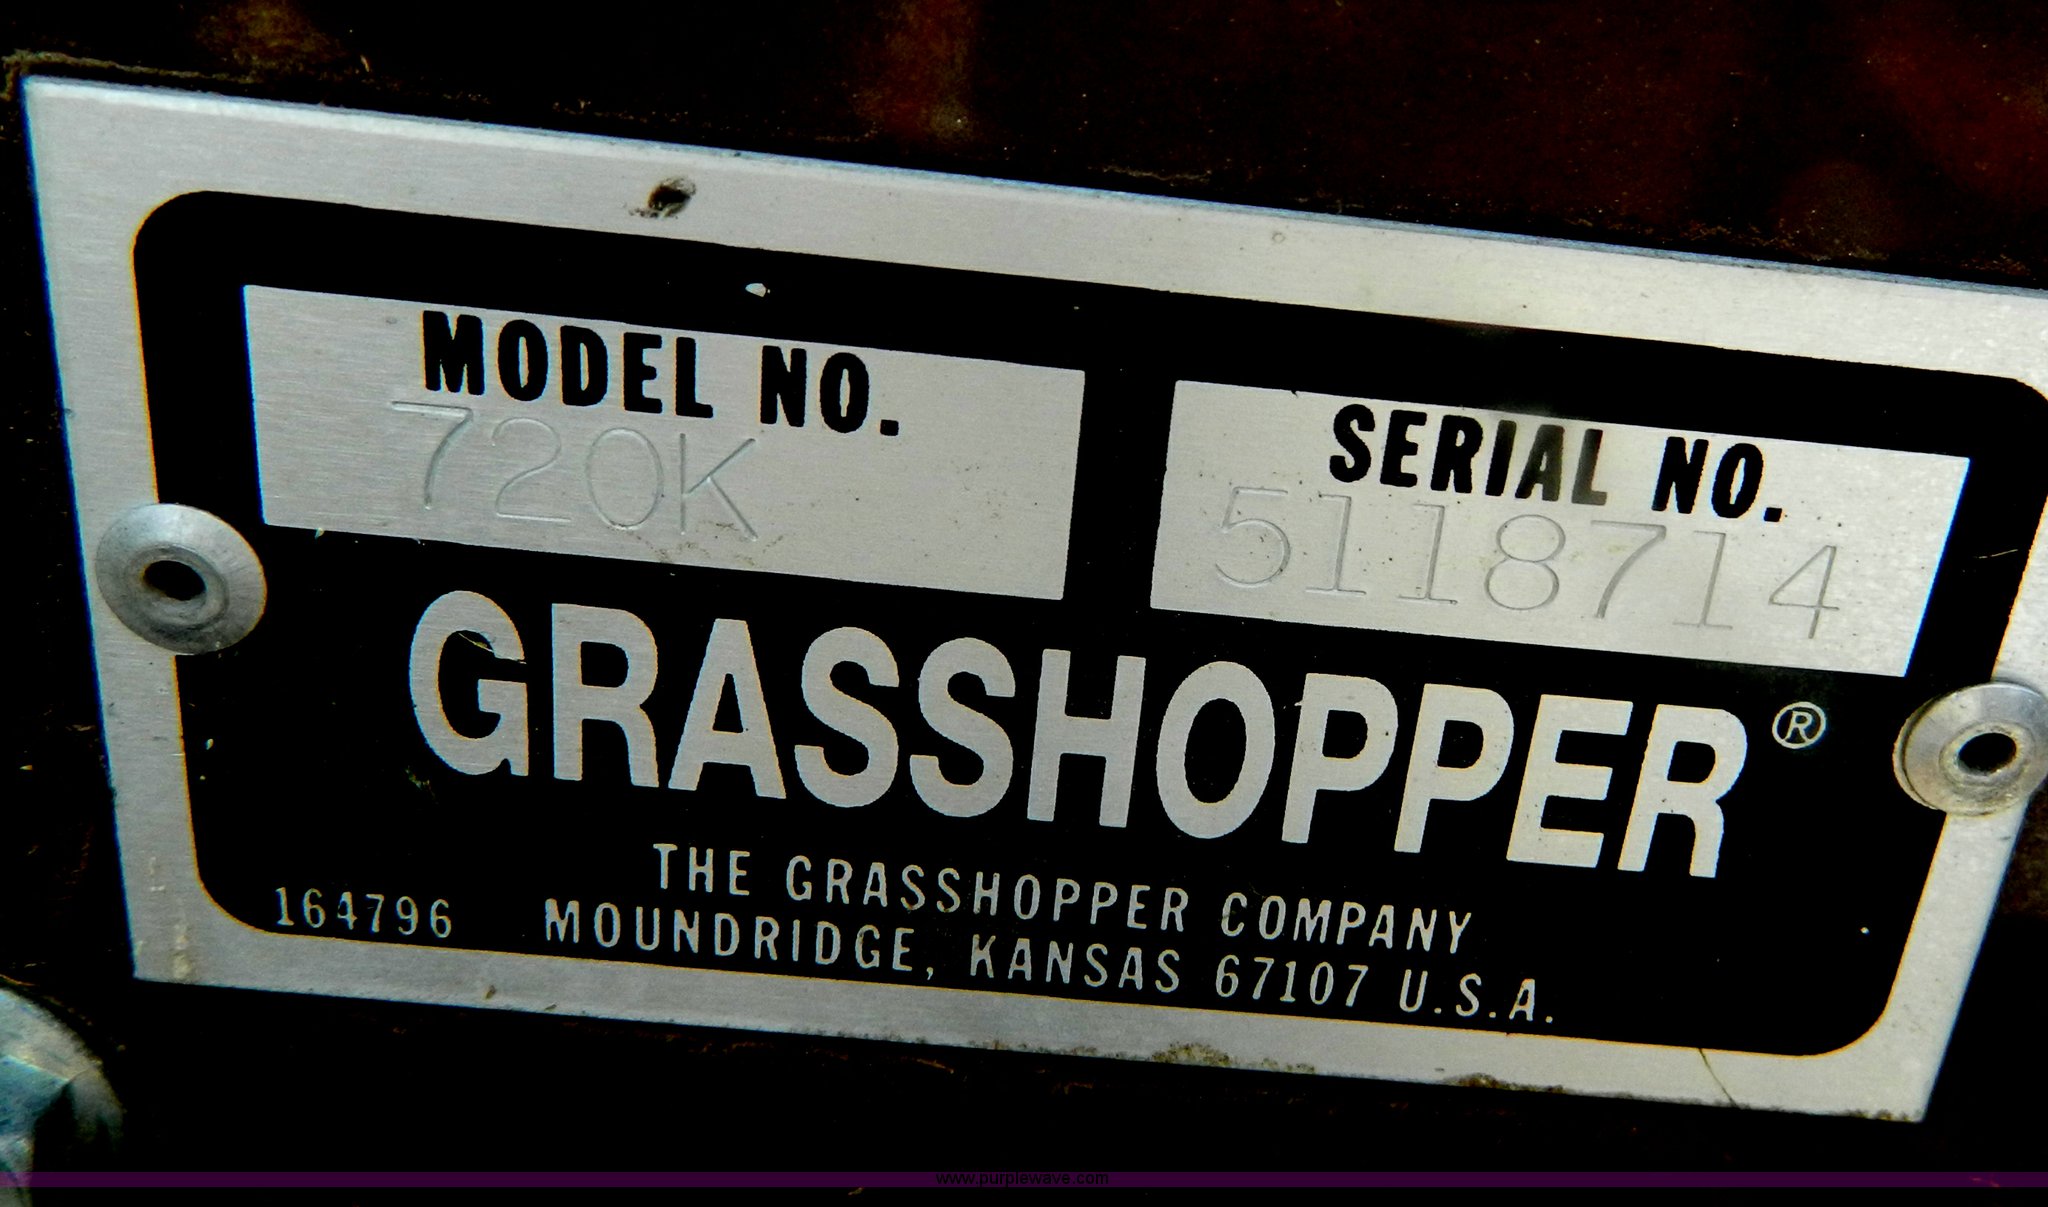 MODEL NO.
720K
SERIAL NO.
5118714
GRASSHOPPER®
THE GRASSHOPPER COMPANY
164796 MOUNDRIDGE, KANSAS 67107 U.S.A.
www.purplewave.com